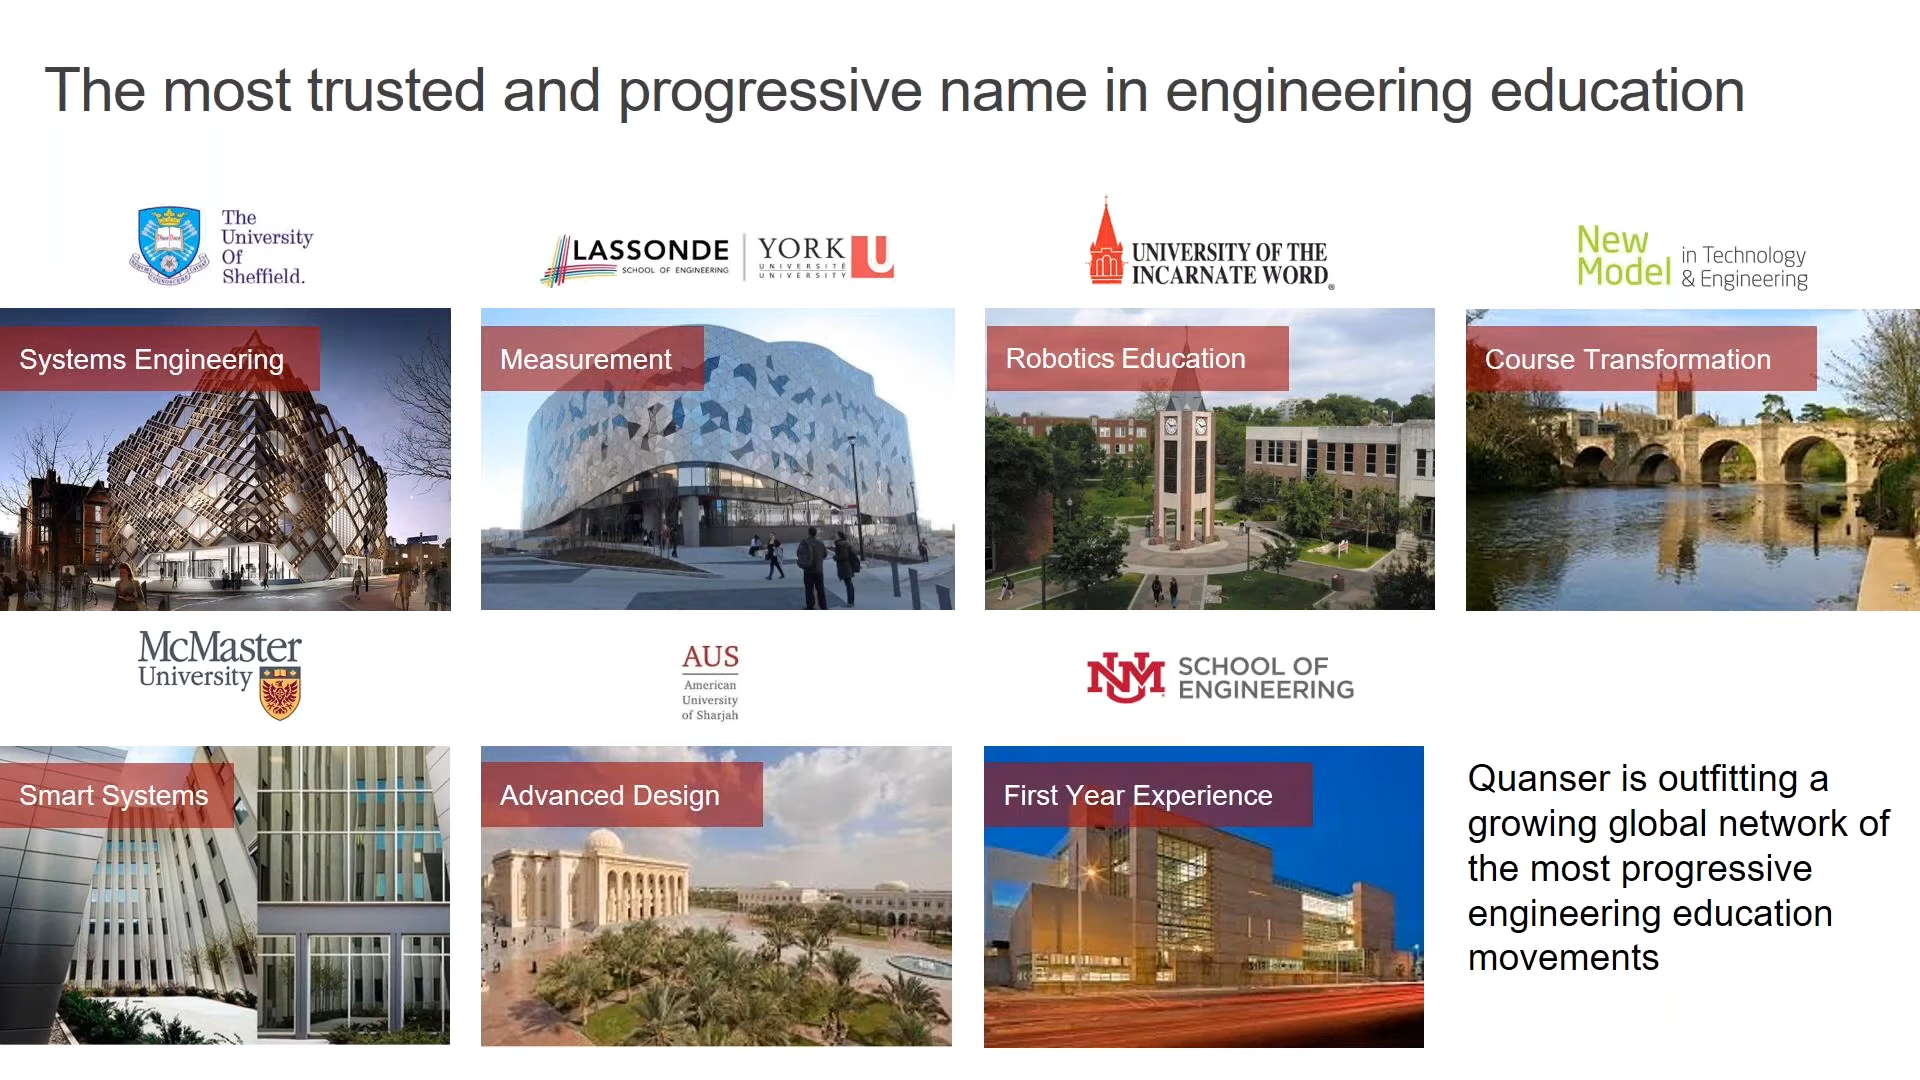 The most trusted and progressive name in engineering education
The
University
Of
Sheffield.
LASSONDE
SCHOOL OF ENGINEERING
YORK U
UNIVERSITÉ
UNIVERSITY
UNIVERSITY OF THE
INCARNATE WORD®
New
Model
in Technology
& Engineering
Systems Engineering
Measurement
Robotics Education
Course Transformation
McMaster
University
AUS
American
University
of Sharjah
UNM
SCHOOL OF
ENGINEERING
Smart Systems
Advanced Design
First Year Experience
Quanser is outfitting a
growing global network of
the most progressive
engineering education
movements